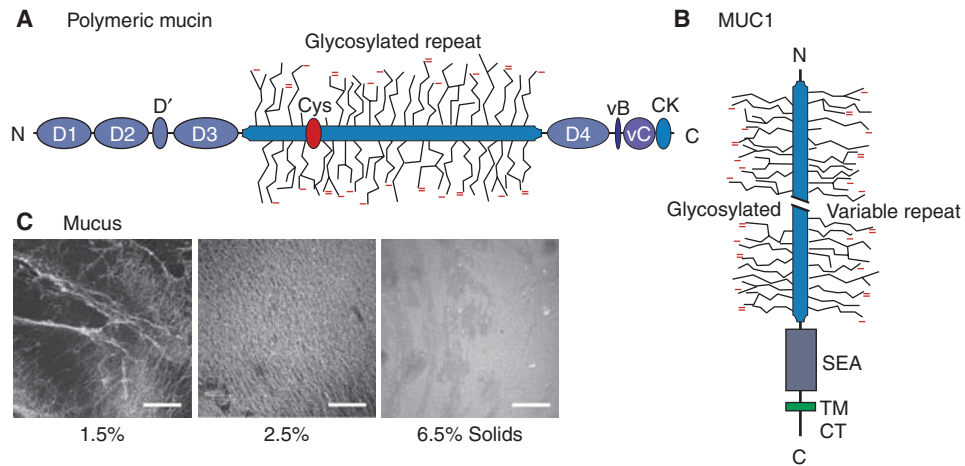 A Polymeric mucin
Glycosylated repeat
N D1 D2 D′ D3 Cys D4 vB vC CK C
B MUC1
N
Glycosylated Variable repeat
SEA
TM
CT
C
C Mucus
1.5% 2.5% 6.5% Solids